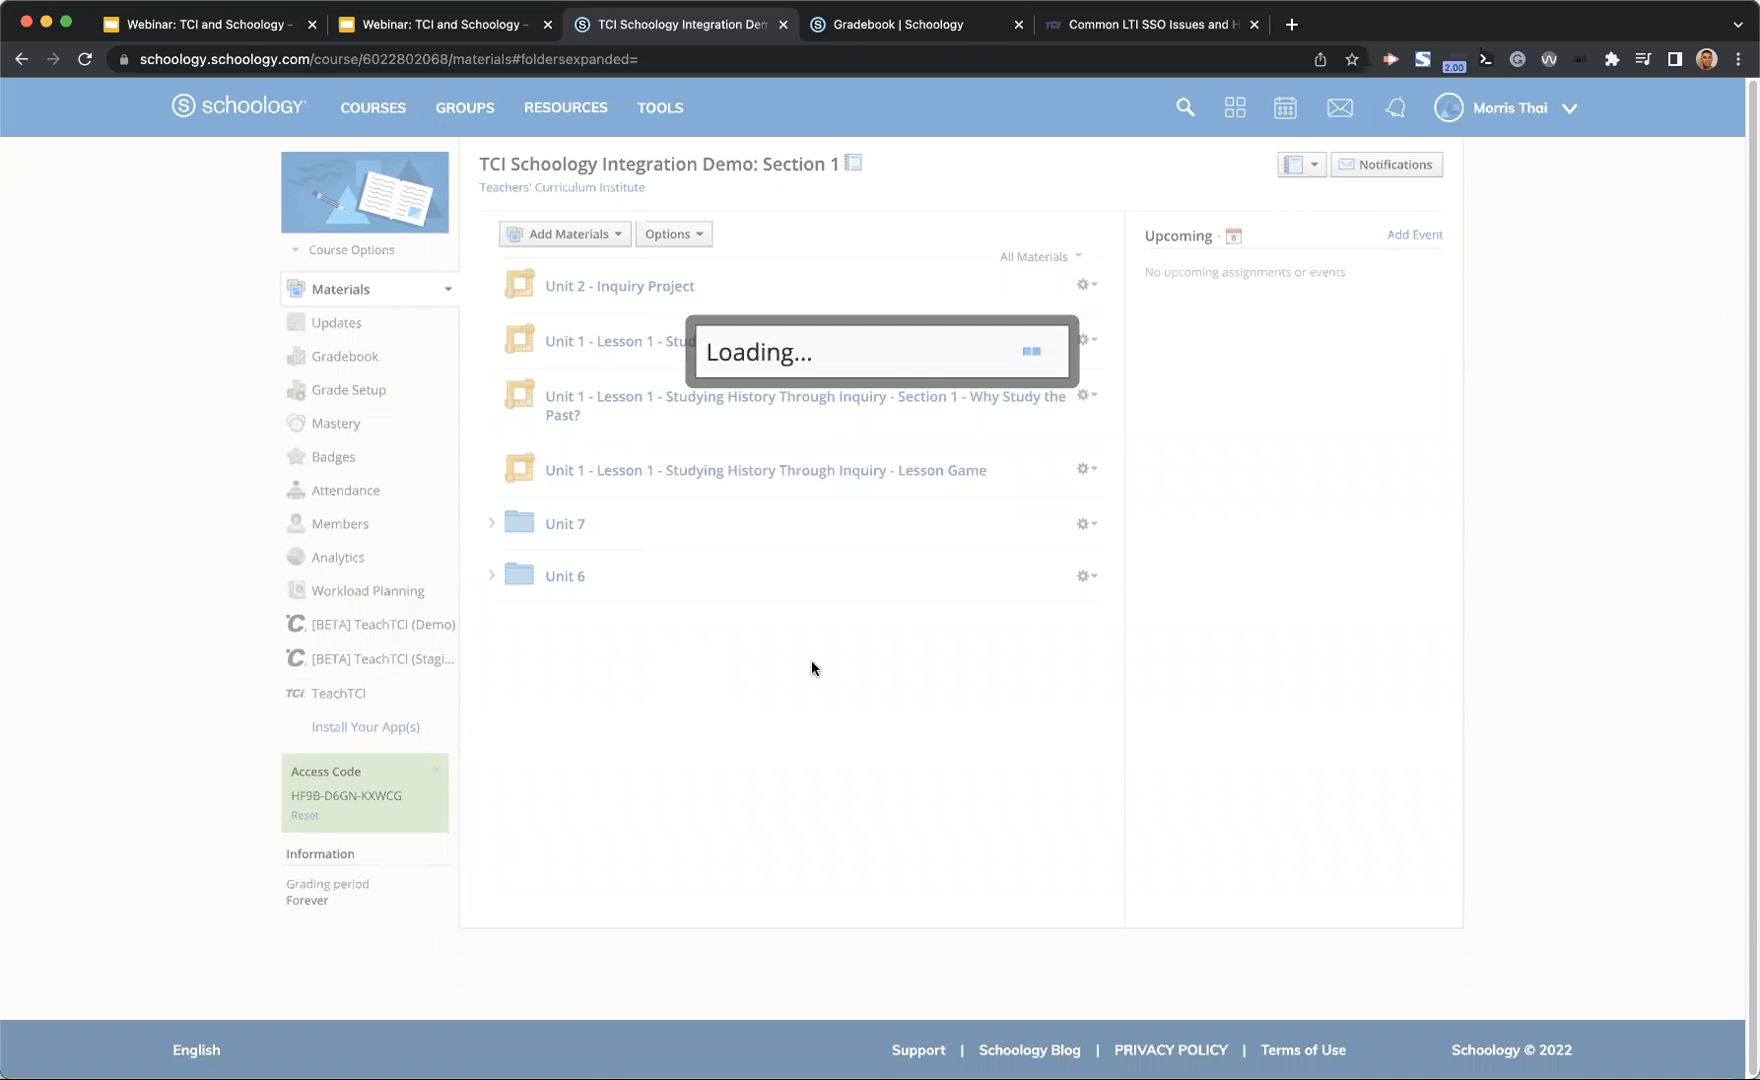 Webinar: TCI and Schoology -
Webinar: TCI and Schoology -
TCI Schoology Integration Den
Gradebook | Schoology
TCI Common LTI SSO Issues and H
schoology.schoology.com/course/6022802068/materials#foldersexpanded=
2.00
S schoology
COURSES
GROUPS
RESOURCES
TOOLS
Morris Thai
TCI Schoology Integration Demo: Section 1
Teachers' Curriculum Institute
Notifications
Course Options
Materials
Updates
Gradebook
Grade Setup
Mastery
Badges
Attendance
Members
Analytics
Workload Planning
[BETA] TeachTCI (Demo)
[BETA] TeachTCI (Stagi...
TCi TeachTCI
Install Your App(s)
Access Code
HF9B-D6GN-KXWCG
Reset
Information
Grading period
Forever
Add Materials
Options
All Materials
Unit 2 - Inquiry Project
Unit 1 - Lesson 1 - Stud
Loading...
Unit 1 - Lesson 1 - Studying History Through Inquiry - Section 1 - Why Study the
Past?
Unit 1 - Lesson 1 - Studying History Through Inquiry - Lesson Game
Unit 7
Unit 6
Upcoming ·
Add Event
No upcoming assignments or events
English
Support | Schoology Blog | PRIVACY POLICY | Terms of Use
Schoology © 2022